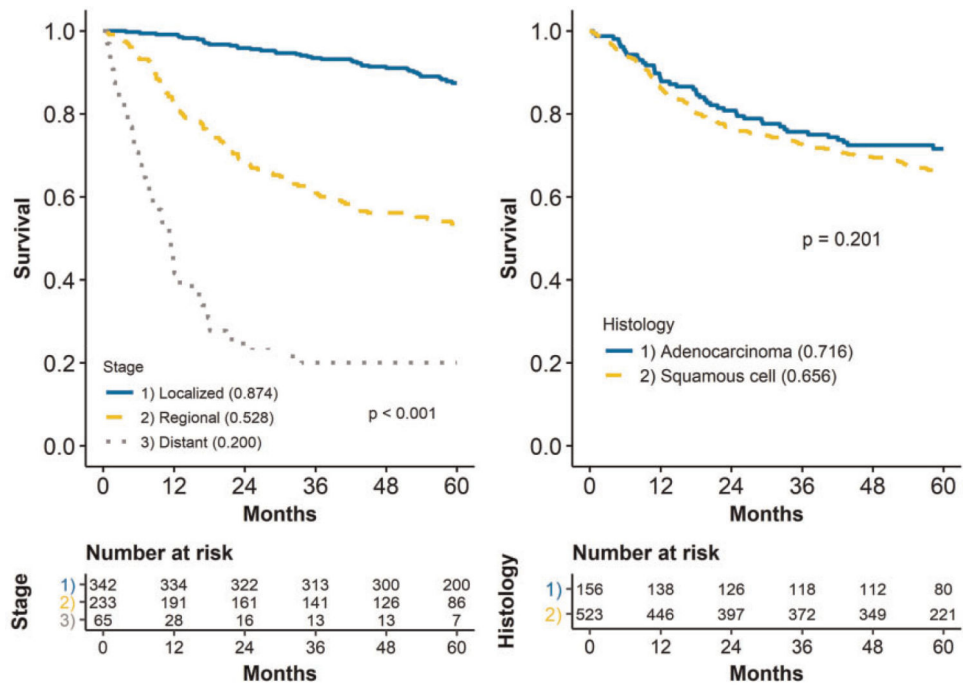 1.0
0.8
0.6
0.4
0.2
0.0
Survival
Stage
1) Localized (0.874)
2) Regional (0.528)
3) Distant (0.200)
p < 0.001
0 12 24 36 48 60
Months
Number at risk
Stage
1) 342 334 322 313 300 200
2) 233 191 161 141 126 86
3) 65 28 16 13 13 7
0 12 24 36 48 60
Months
1.0
0.8
0.6
0.4
0.2
0.0
Survival
p = 0.201
Histology
1) Adenocarcinoma (0.716)
2) Squamous cell (0.656)
0 12 24 36 48 60
Months
Number at risk
Histology
1) 156 138 126 118 112 80
2) 523 446 397 372 349 221
0 12 24 36 48 60
Months